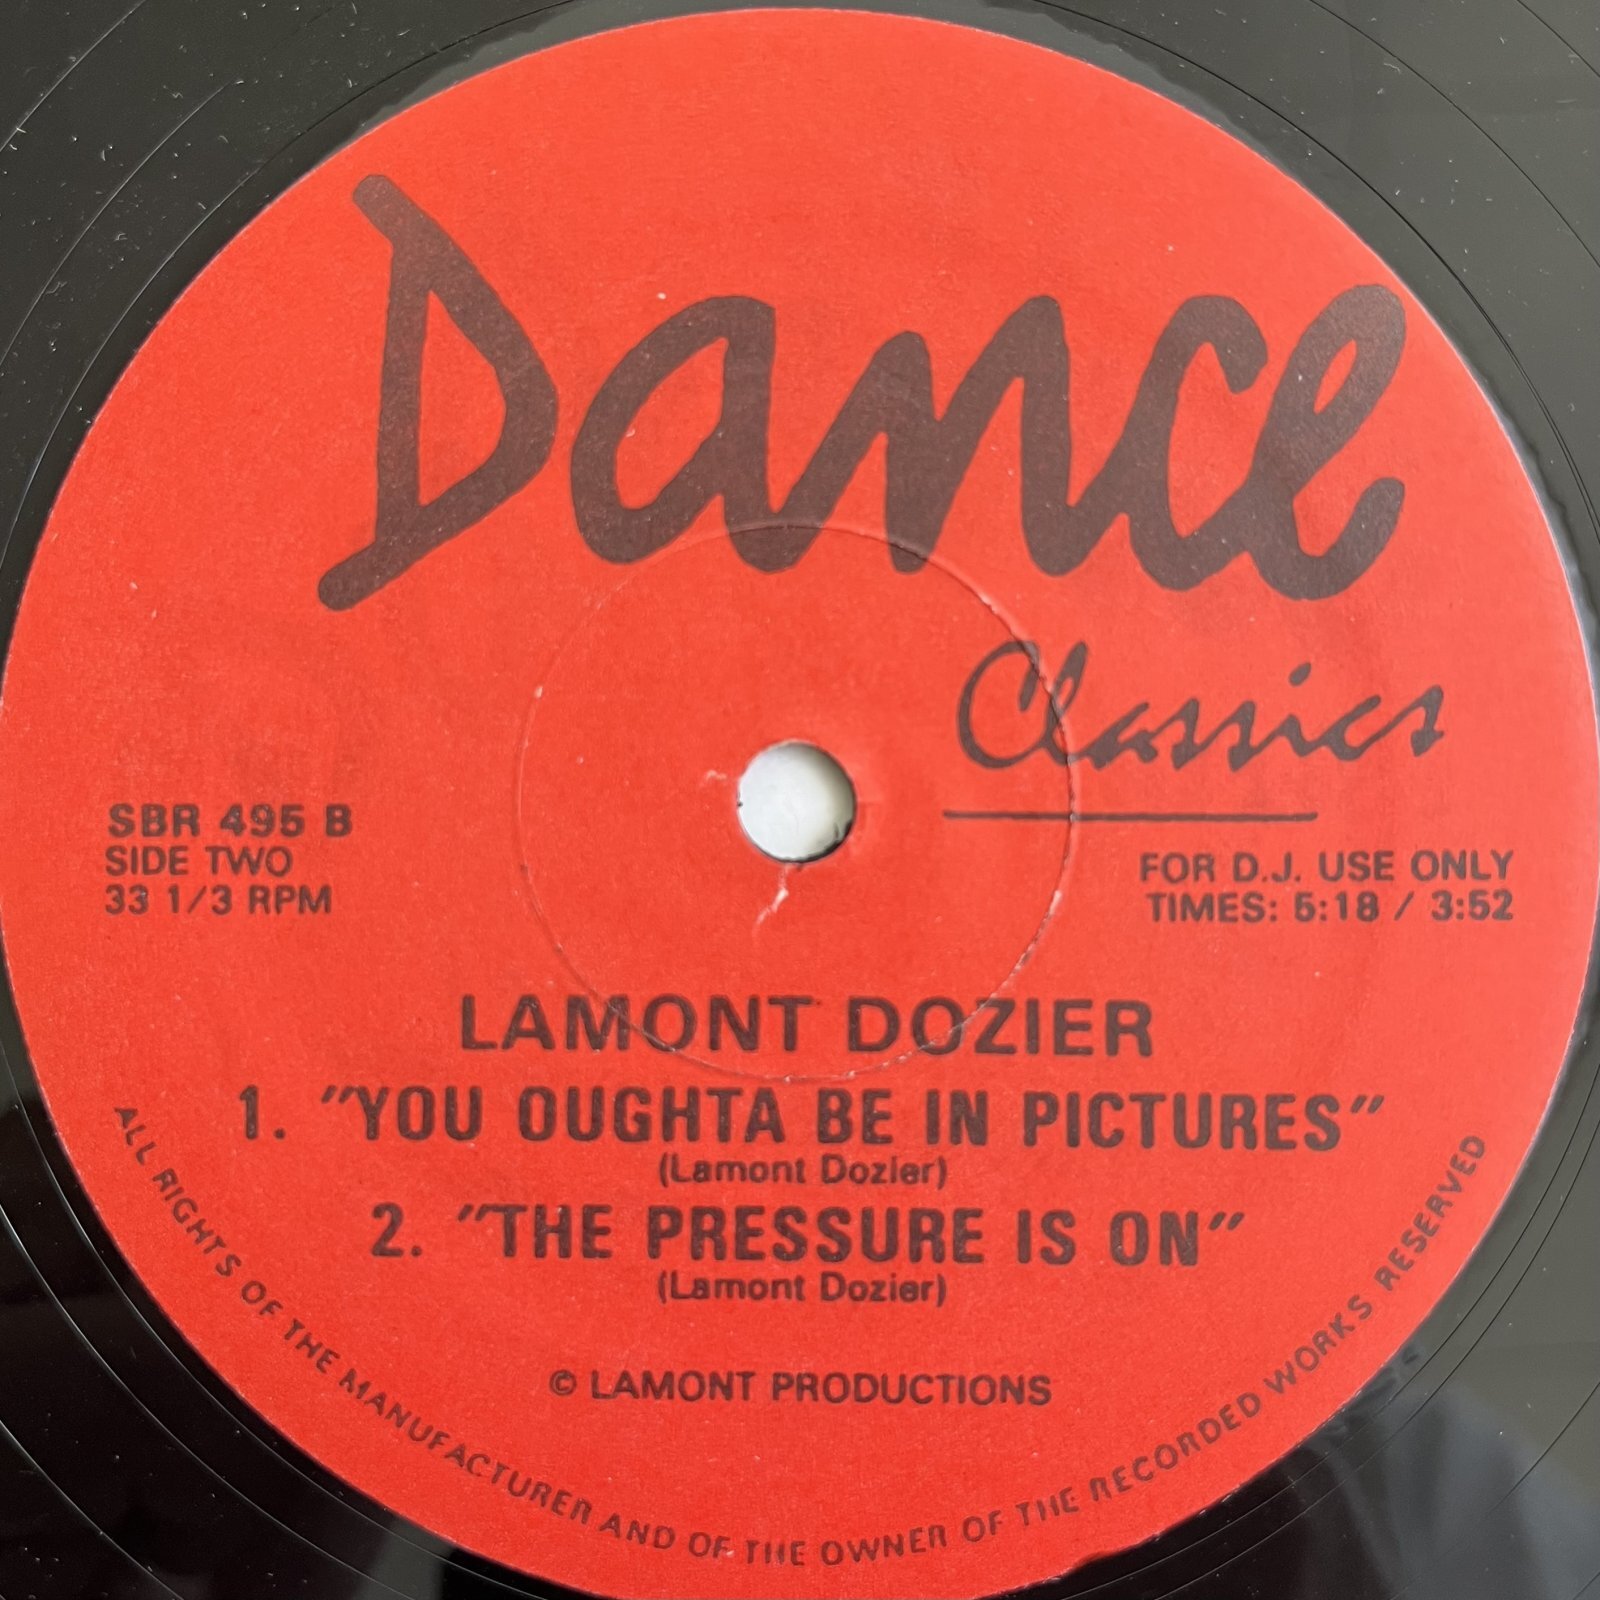 Dance
Classics
SBR 495 B
SIDE TWO
33 1/3 RPM
FOR D.J. USE ONLY
TIMES: 5:18 / 3:52
LAMONT DOZIER
1. "YOU OUGHTA BE IN PICTURES"
(Lamont Dozier)
2. "THE PRESSURE IS ON"
(Lamont Dozier)
© LAMONT PRODUCTIONS
ALL RIGHTS OF THE MANUFACTURER AND OF THE OWNER OF THE RECORDED WORKS RESERVED